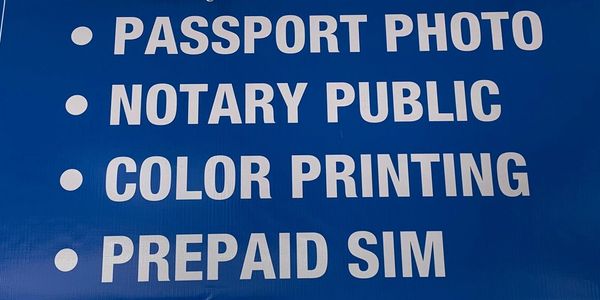 • PASSPORT PHOTO
• NOTARY PUBLIC
• COLOR PRINTING
• PREPAID SIM